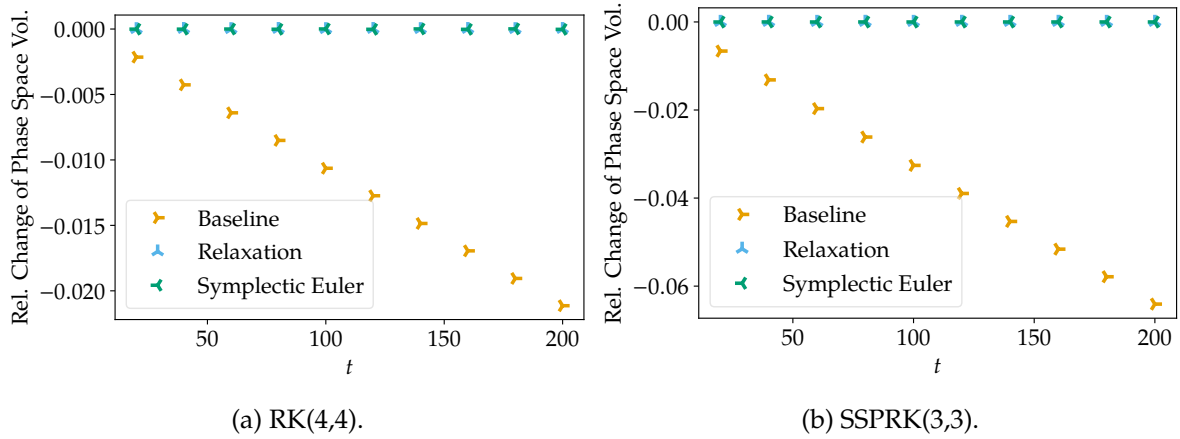 Rel. Change of Phase Space Vol.
0.000
−0.005
−0.010
−0.015
−0.020
Baseline
Relaxation
Symplectic Euler
50
100
150
200
t
(a) RK(4,4).
Rel. Change of Phase Space Vol.
0.00
−0.02
−0.04
−0.06
Baseline
Relaxation
Symplectic Euler
50
100
150
200
t
(b) SSPRK(3,3).